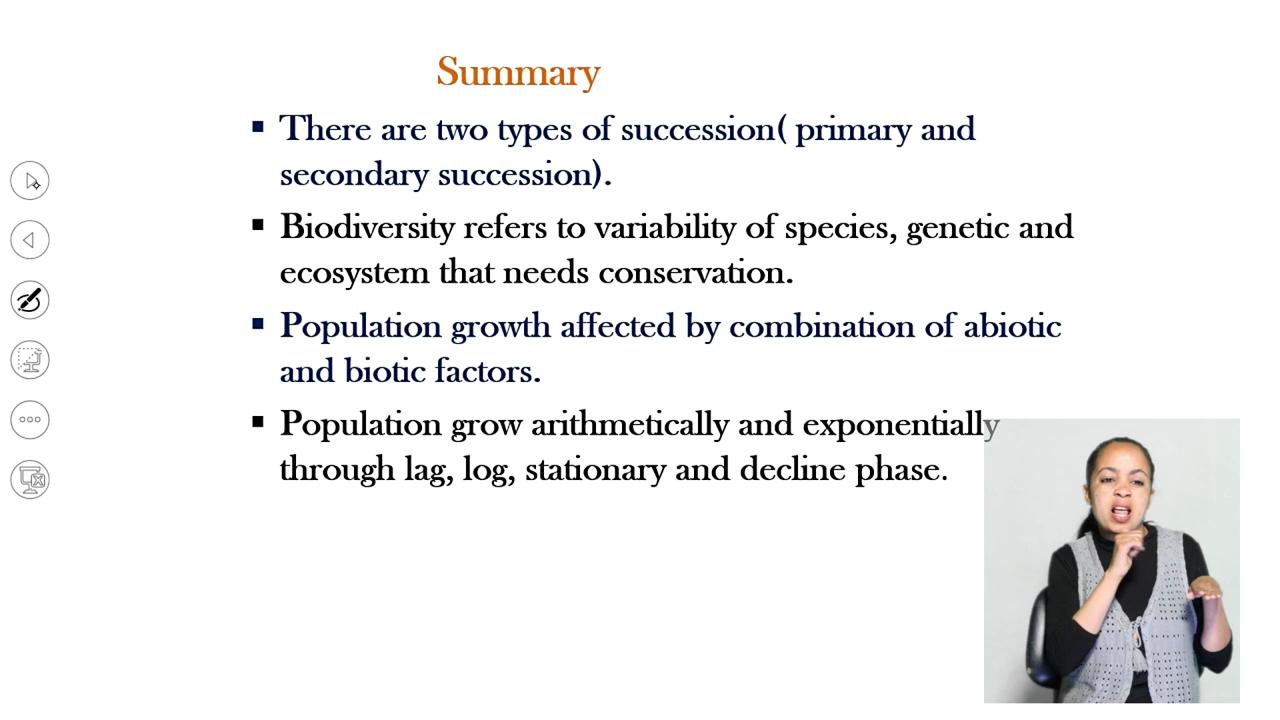 Summary
▪ There are two types of succession( primary and
secondary succession).
▪ Biodiversity refers to variability of species, genetic and
ecosystem that needs conservation.
▪ Population growth affected by combination of abiotic
and biotic factors.
▪ Population grow arithmetically and exponentially
through lag, log, stationary and decline phase.